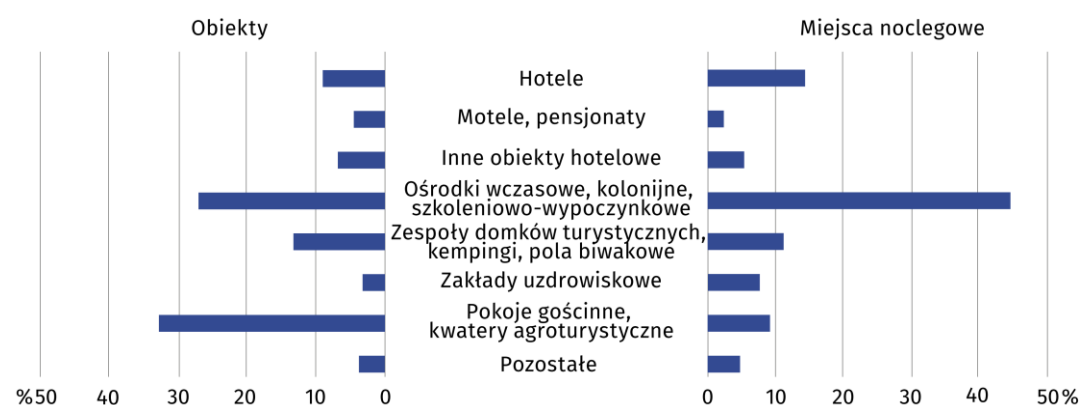 Obiekty
Miejsca noclegowe
Hotele
Motele, pensjonaty
Inne obiekty hotelowe
Ośrodki wczasowe, kolonijne,
szkoleniowo-wypoczynkowe
Zespoły domków turystycznych,
kempingi, pola biwakowe
Zakłady uzdrowiskowe
Pokoje gościnne,
kwatery agroturystyczne
Pozostałe
%50 40 30 20 10 0
0 10 20 30 40 50%